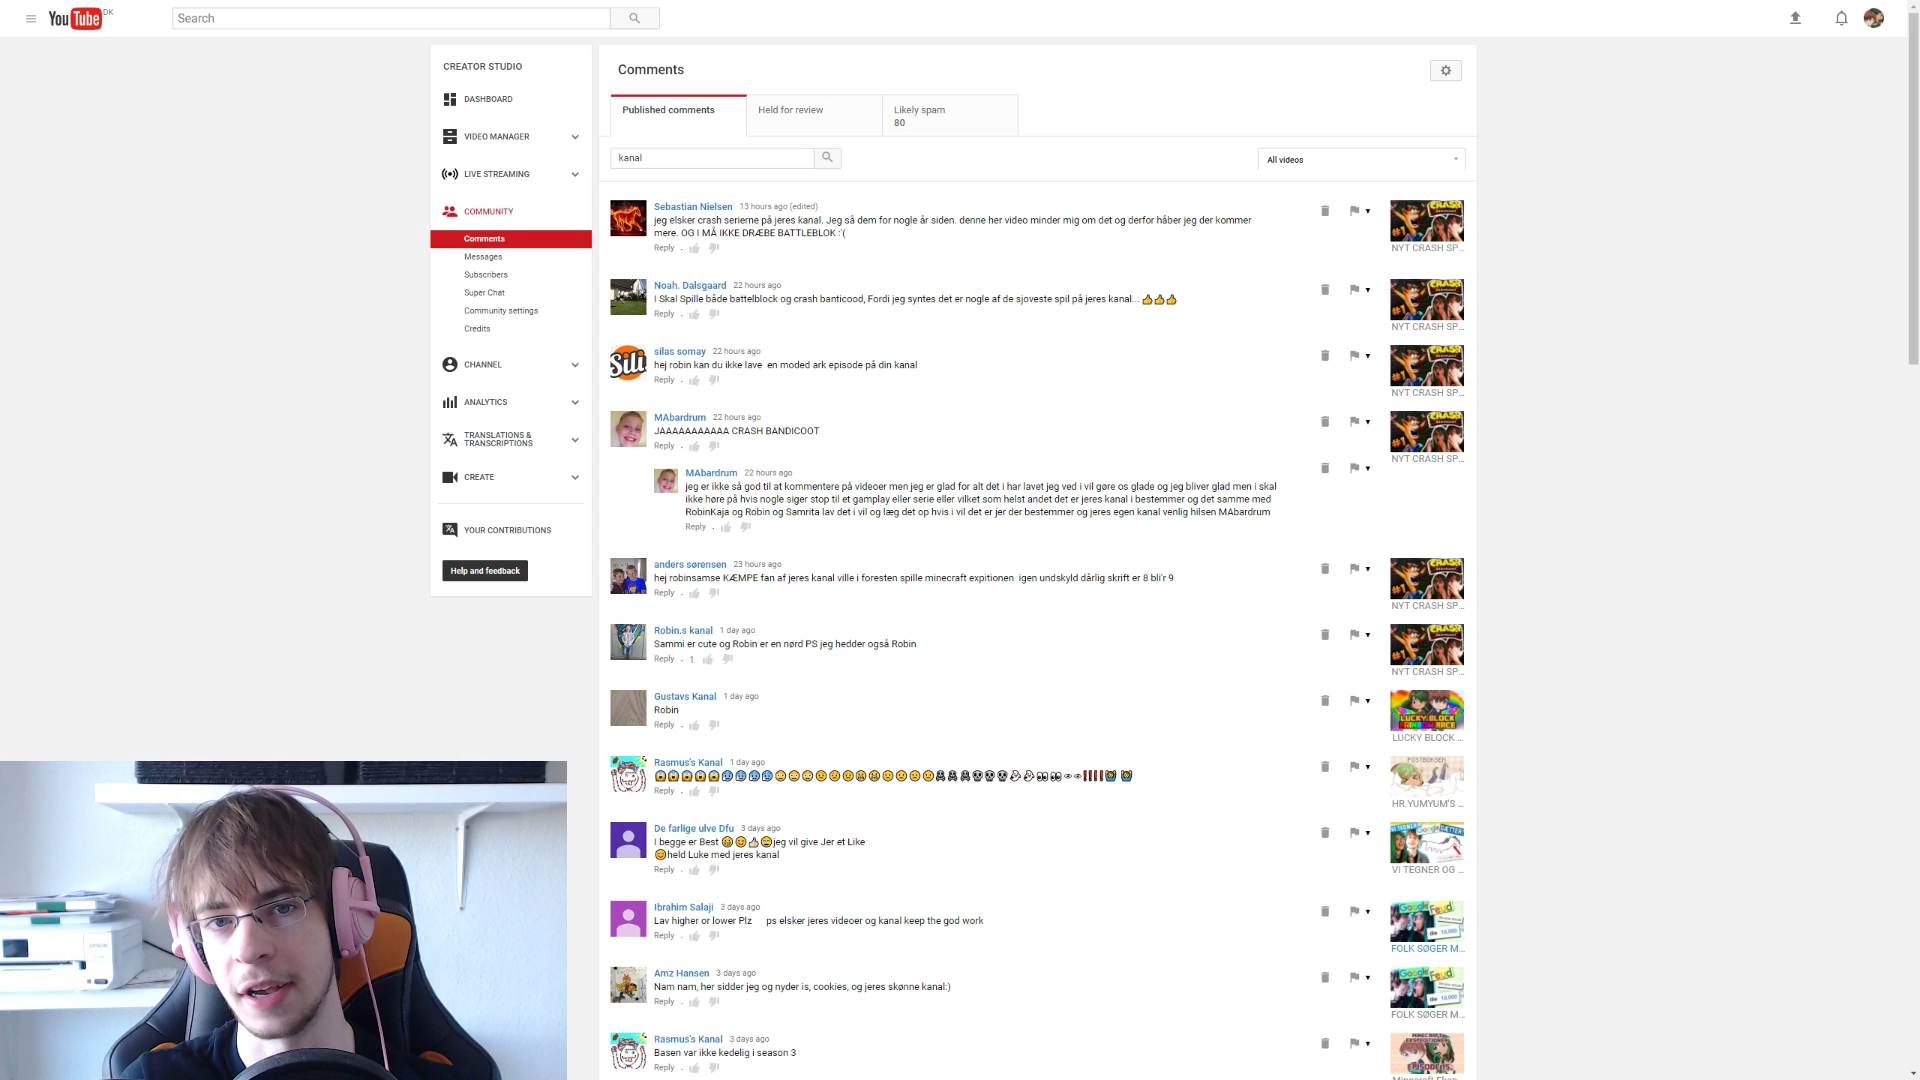 YouTube DK
Search
CREATOR STUDIO
DASHBOARD
VIDEO MANAGER
LIVE STREAMING
COMMUNITY
Comments
Messages
Subscribers
Super Chat
Community settings
Credits
CHANNEL
ANALYTICS
TRANSLATIONS &
TRANSCRIPTIONS
CREATE
YOUR CONTRIBUTIONS
Help and feedback
Comments
Published comments
Held for review
Likely spam
80
kanal
All videos
Sebastian Nielsen 13 hours ago (edited)
jeg elsker crash serierne på jeres kanal. Jeg så dem for nogle år siden. denne her video minder mig om det og derfor håber jeg der kommer
mere. OG I MÅ IKKE DRÆBE BATTLEBLOK :'(
Reply
NYT CRASH SP...
Noah. Dalsgaard 22 hours ago
I Skal Spille både battelblock og crash banticood, Fordi jeg syntes det er nogle af de sjoveste spil på jeres kanal... 👍👍👍
Reply
NYT CRASH SP...
Sili
silas somay 22 hours ago
hej robin kan du ikke lave en moded ark episode på din kanal
Reply
NYT CRASH SP...
MAbardrum 22 hours ago
JAAAAAAAAAAA CRASH BANDICOOT
Reply
NYT CRASH SP...
MAbardrum 22 hours ago
jeg er ikke så god til at kommentere på videoer men jeg er glad for alt det i har lavet jeg ved i vil gøre os glade og jeg bliver glad men i skal
ikke høre på hvis nogle siger stop til et gamplay eller serie eller vilket som helst andet det er jeres kanal i bestemmer og det samme med
RobinKaja og Robin og Samrita lav det i vil og læg det op hvis i vil det er jer der bestemmer og jeres egen kanal venlig hilsen MAbardrum
Reply
anders sørensen 23 hours ago
hej robinsamse KÆMPE fan af jeres kanal ville i foresten spille minecraft expitionen igen undskyld dårlig skrift er 8 bli'r 9
Reply
NYT CRASH SP...
Robin.s kanal 1 day ago
Sammi er cute og Robin er en nørd PS jeg hedder også Robin
Reply 1
NYT CRASH SP...
Gustavs Kanal 1 day ago
Robin
Reply
LUCKY BLOCK
LUCKY BLOCK ...
Rasmus's Kanal 1 day ago
Reply
POSTBOKSEN
HR.YUMYUM'S ...
De farlige ulve Dfu 3 days ago
I begge er Best jeg vil give Jer et Like
held Luke med jeres kanal
Reply
VI TEGNER OG ...
Ibrahim Salaji 3 days ago
Lav higher or lower Plz ps elsker jeres videoer og kanal keep the god work
Reply
Google Feud
FOLK SØGER M...
Amz Hansen 3 days ago
Nam nam, her sidder jeg og nyder is, cookies, og jeres skønne kanal:)
Reply
Google Feud
FOLK SØGER M...
Rasmus's Kanal 3 days ago
Basen var ikke kedelig i season 3
Reply
EPSON